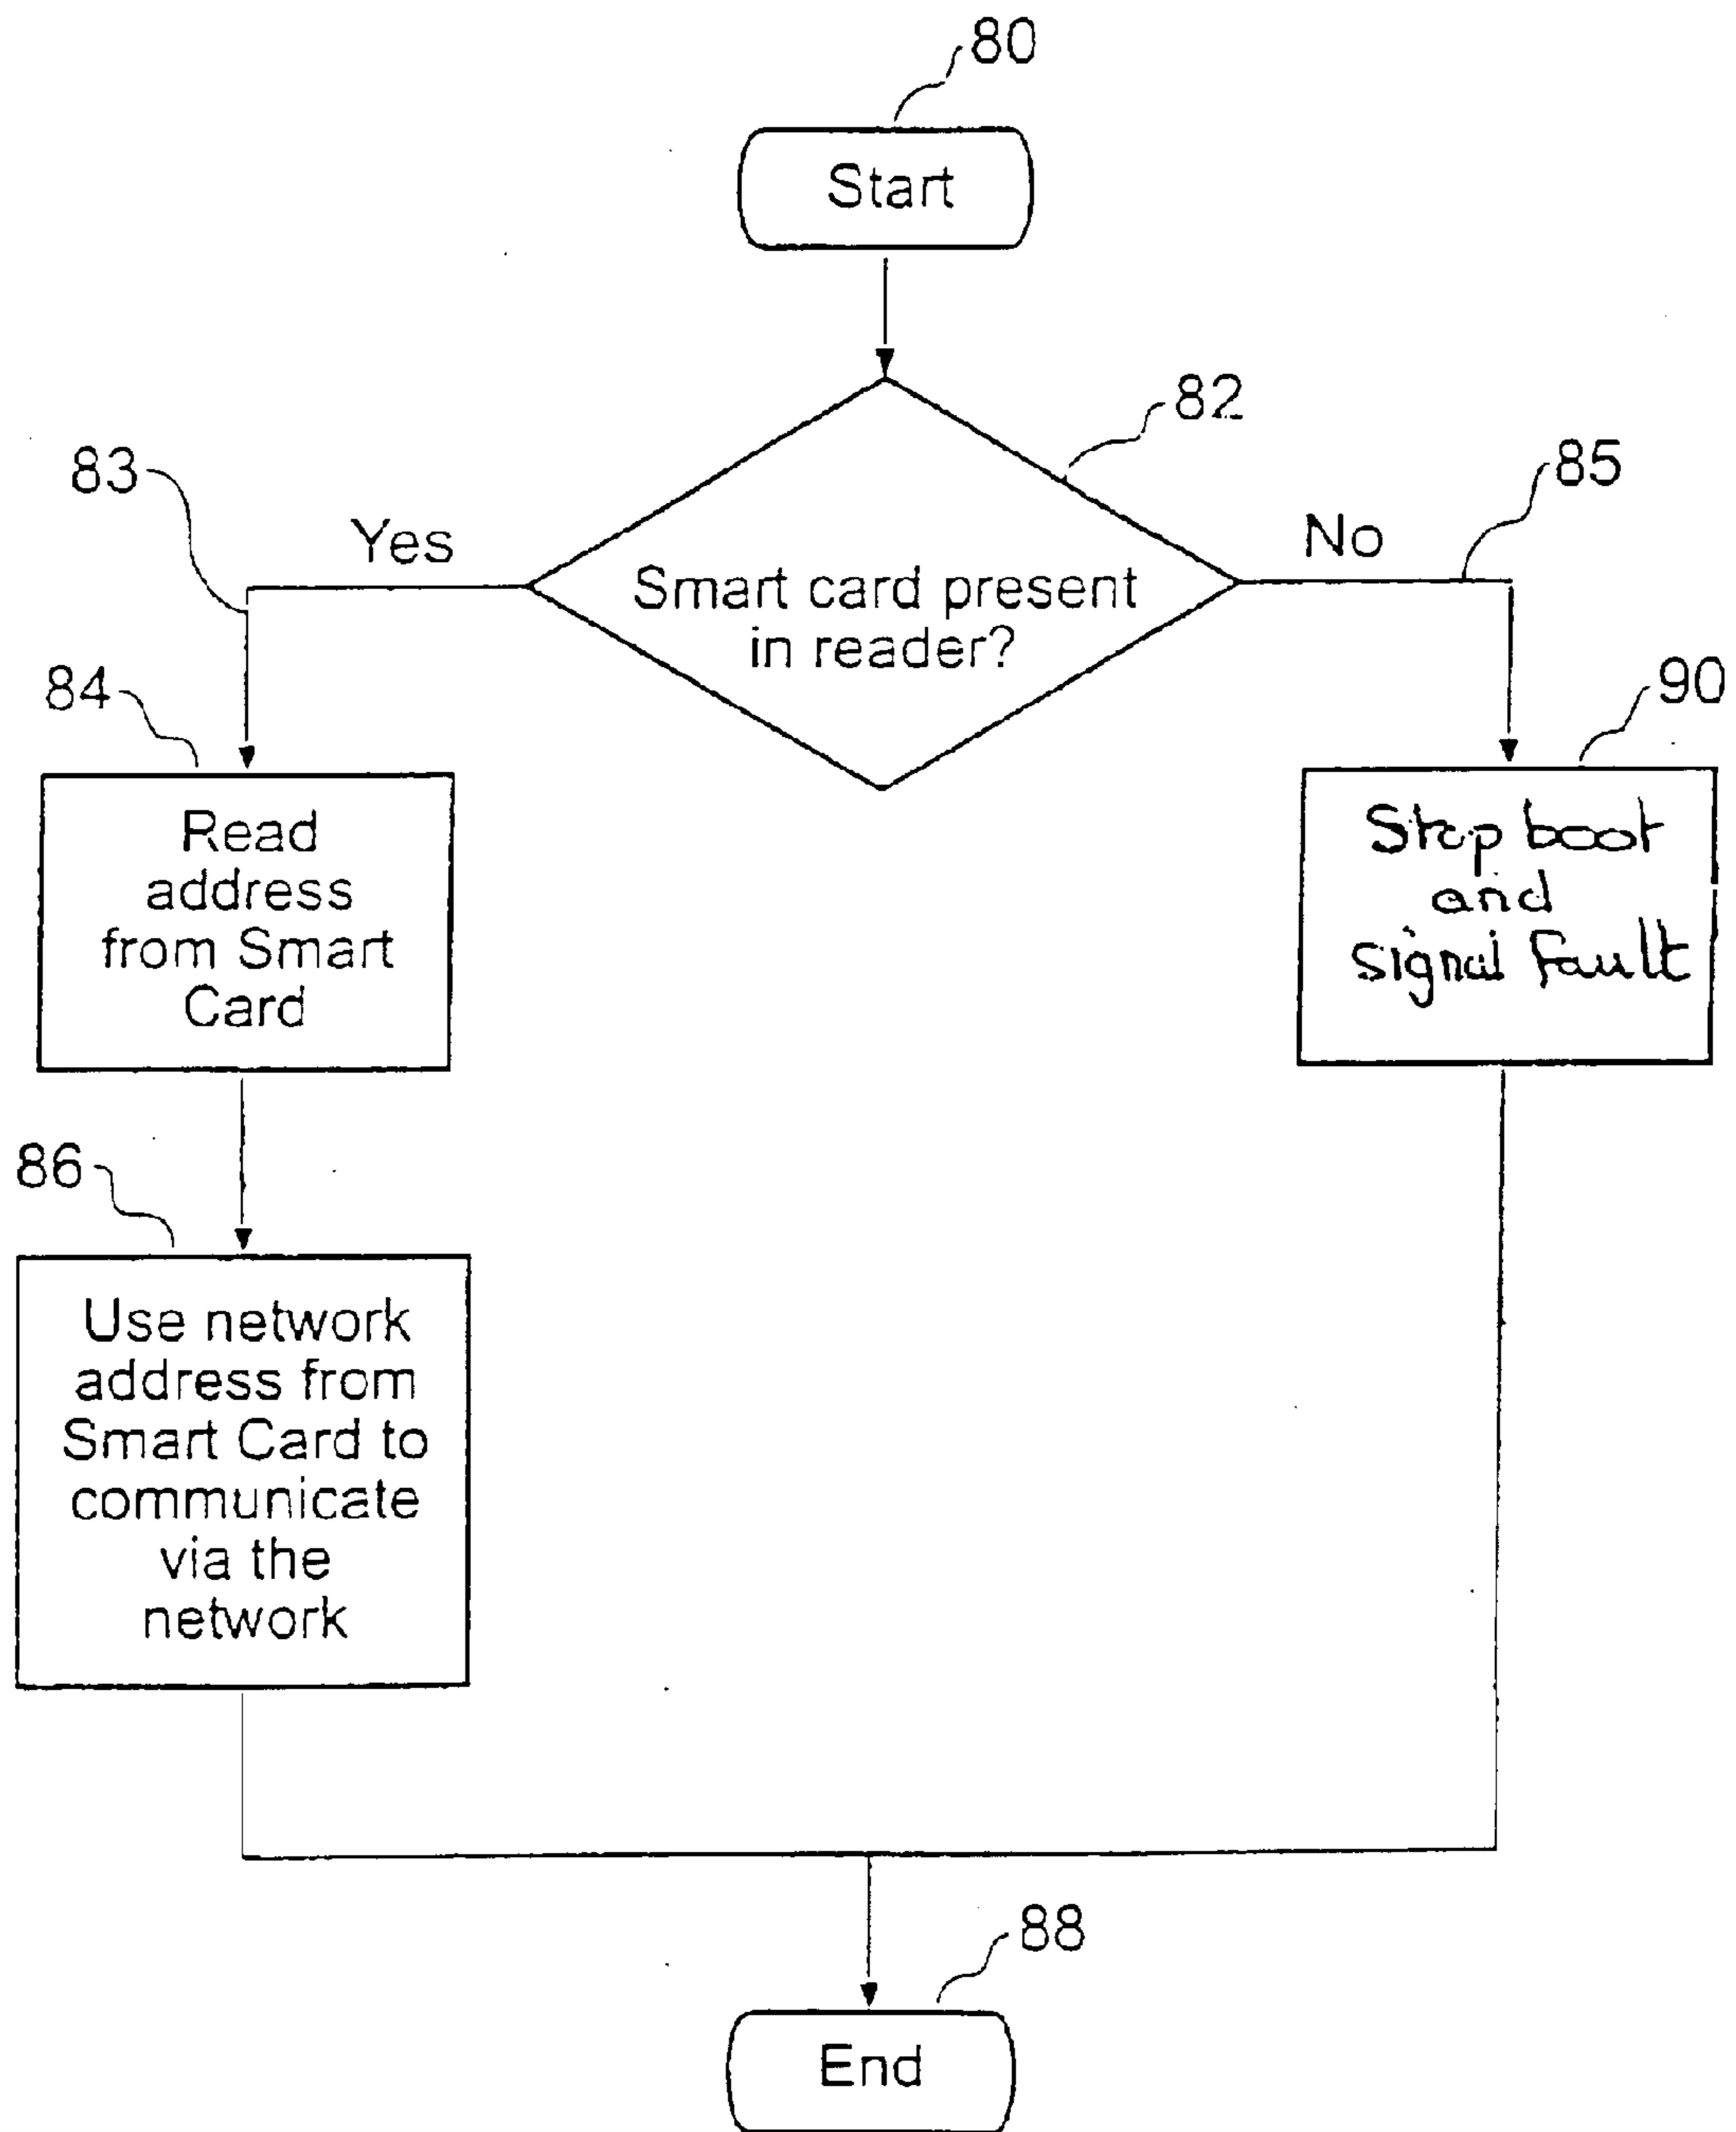 80
Start
82
83
85
Yes
No
Smart card present
in reader?
84
90
Read
address
from Smart
Card
Stop boot
and
signal fault
86
Use network
address from
Smart Card to
communicate
via the
network
88
End